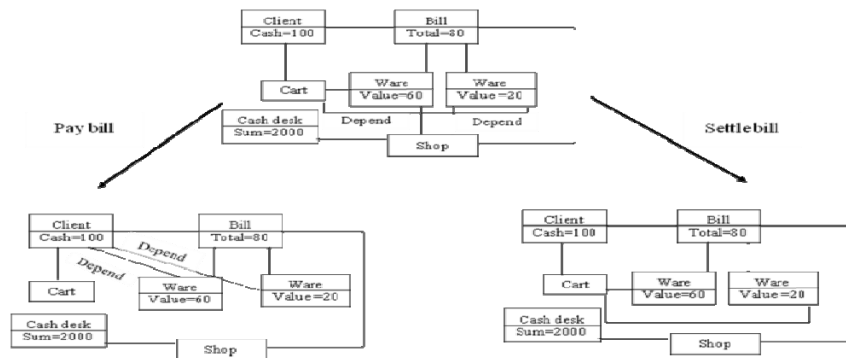 Client
Cash=100
Bill
Total=80
Cart
Ware
Value=60
Ware
Value=20
Cash desk
Sum=2000
Depend
Depend
Shop
Pay bill
Settle bill
Client
Cash=100
Bill
Total=80
Depend
Depend
Cart
Ware
Value=60
Ware
Value=20
Cash desk
Sum=2000
Shop
Client
Cash=100
Bill
Total=80
Cart
Ware
Value=60
Ware
Value=20
Cash desk
Sum=2000
Shop